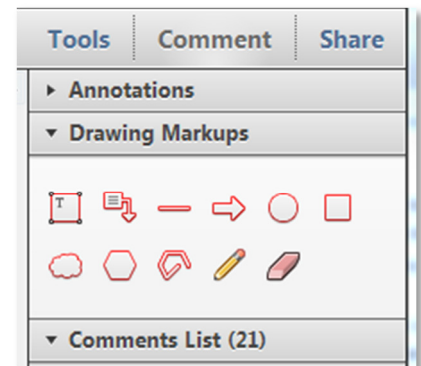 Tools Comment Share
Annotations
Drawing Markups
T
Comments List (21)